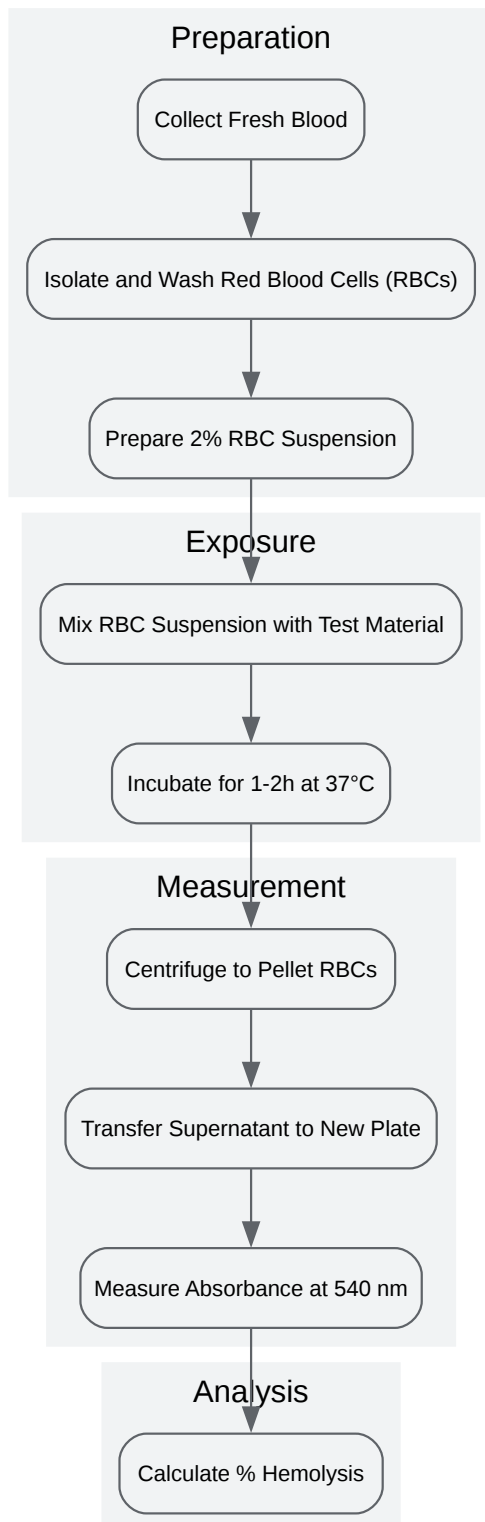 Preparation
Collect Fresh Blood
Isolate and Wash Red Blood Cells (RBCs)
Prepare 2% RBC Suspension
Exposure
Mix RBC Suspension with Test Material
Incubate for 1-2h at 37°C
Measurement
Centrifuge to Pellet RBCs
Transfer Supernatant to New Plate
Measure Absorbance at 540 nm
Analysis
Calculate % Hemolysis